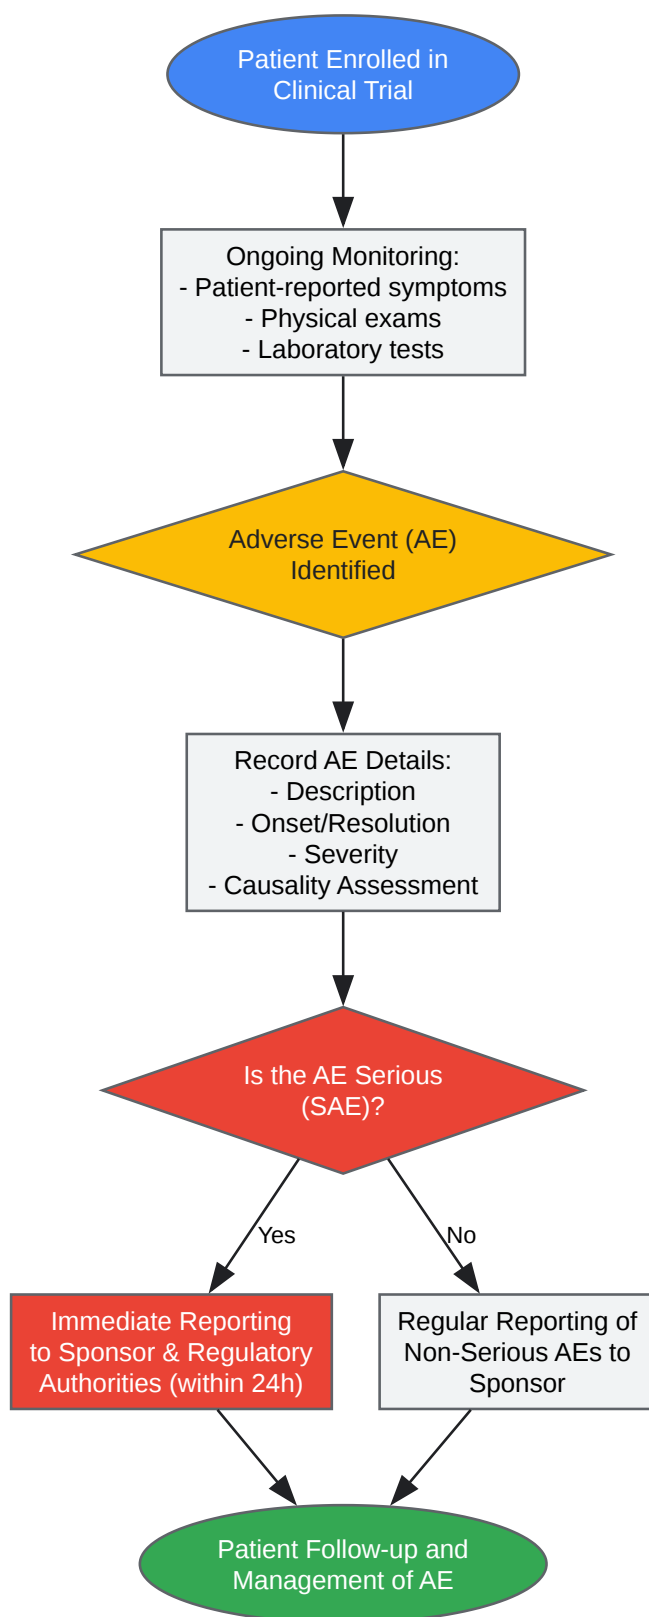 Patient Enrolled in
Clinical Trial
Ongoing Monitoring:
- Patient-reported symptoms
- Physical exams
- Laboratory tests
Adverse Event (AE)
Identified
Record AE Details:
- Description
- Onset/Resolution
- Severity
- Causality Assessment
Is the AE Serious
(SAE)?
Yes
No
Immediate Reporting
to Sponsor & Regulatory
Authorities (within 24h)
Regular Reporting of
Non-Serious AEs to
Sponsor
Patient Follow-up and
Management of AE